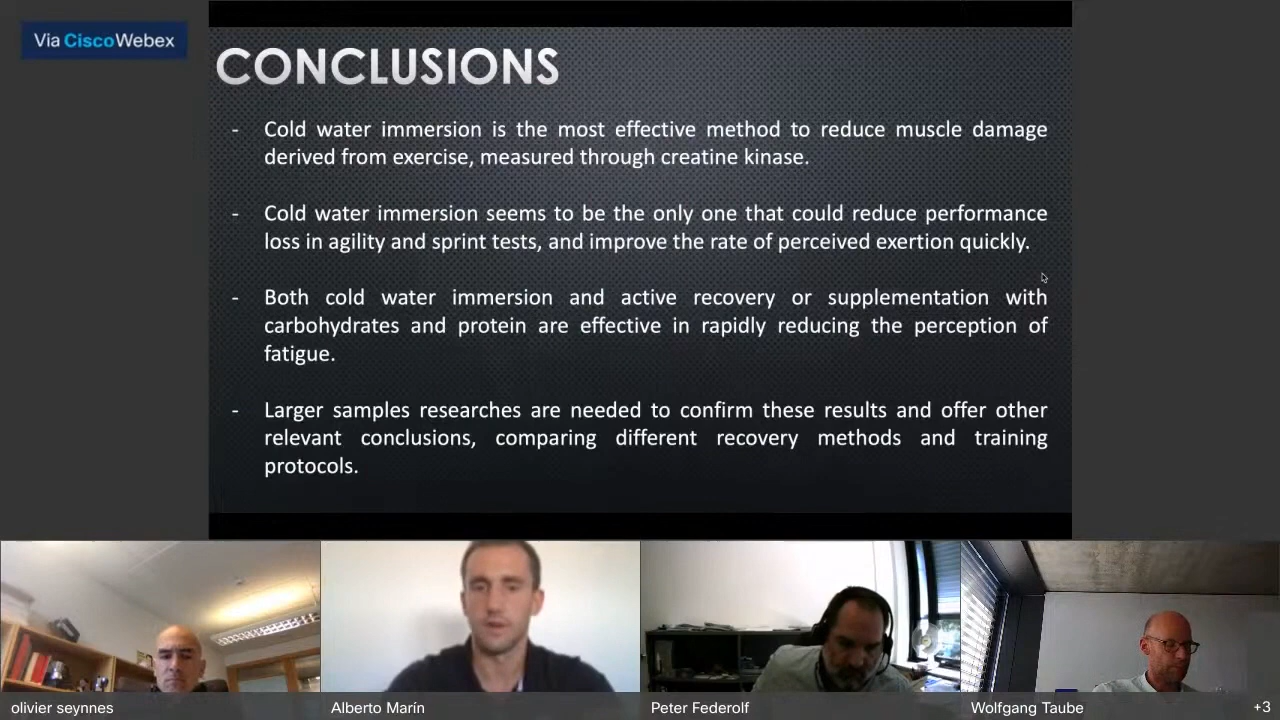 Via CiscoWebex
CONCLUSIONS
- Cold water immersion is the most effective method to reduce muscle damage
derived from exercise, measured through creatine kinase.
- Cold water immersion seems to be the only one that could reduce performance
loss in agility and sprint tests, and improve the rate of perceived exertion quickly.
- Both cold water immersion and active recovery or supplementation with
carbohydrates and protein are effective in rapidly reducing the perception of
fatigue.
- Larger samples researches are needed to confirm these results and offer other
relevant conclusions, comparing different recovery methods and training
protocols.
olivier seynnes
Alberto Marín
Peter Federolf
Wolfgang Taube
+3